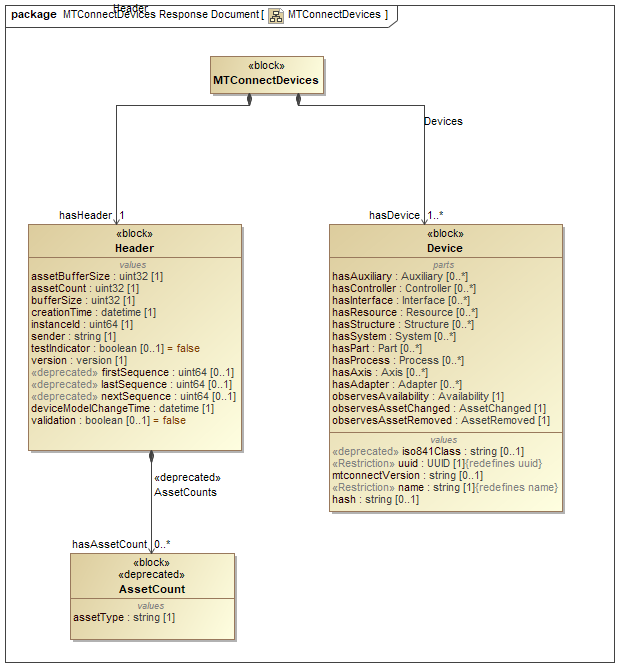 Header
package MTConnectDevices Response Document [ MTConnectDevices ]
«block»
MTConnectDevices
Devices
hasHeader 1
hasDevice 1..*
«block»
Header
values
assetBufferSize : uint32 [1]
assetCount : uint32 [1]
bufferSize : uint32 [1]
creationTime : datetime [1]
instanceId : uint64 [1]
sender : string [1]
testIndicator : boolean [0..1] = false
version : version [1]
«deprecated» firstSequence : uint64 [0..1]
«deprecated» lastSequence : uint64 [0..1]
«deprecated» nextSequence : uint64 [0..1]
deviceModelChangeTime : datetime [1]
validation : boolean [0..1] = false
«block»
Device
parts
hasAuxiliary : Auxiliary [0..*]
hasController : Controller [0..*]
hasInterface : Interface [0..*]
hasResource : Resource [0..*]
hasStructure : Structure [0..*]
hasSystem : System [0..*]
hasPart : Part [0..*]
hasProcess : Process [0..*]
hasAxis : Axis [0..*]
hasAdapter : Adapter [0..*]
observesAvailability : Availability [1]
observesAssetChanged : AssetChanged [1]
observesAssetRemoved : AssetRemoved [1]
values
«deprecated» iso841Class : string [0..1]
«Restriction» uuid : UUID [1]{redefines uuid}
mtconnectVersion : string [0..1]
«Restriction» name : string [1]{redefines name}
hash : string [0..1]
«deprecated»
AssetCounts
hasAssetCount 0..*
«block»
«deprecated»
AssetCount
values
assetType : string [1]